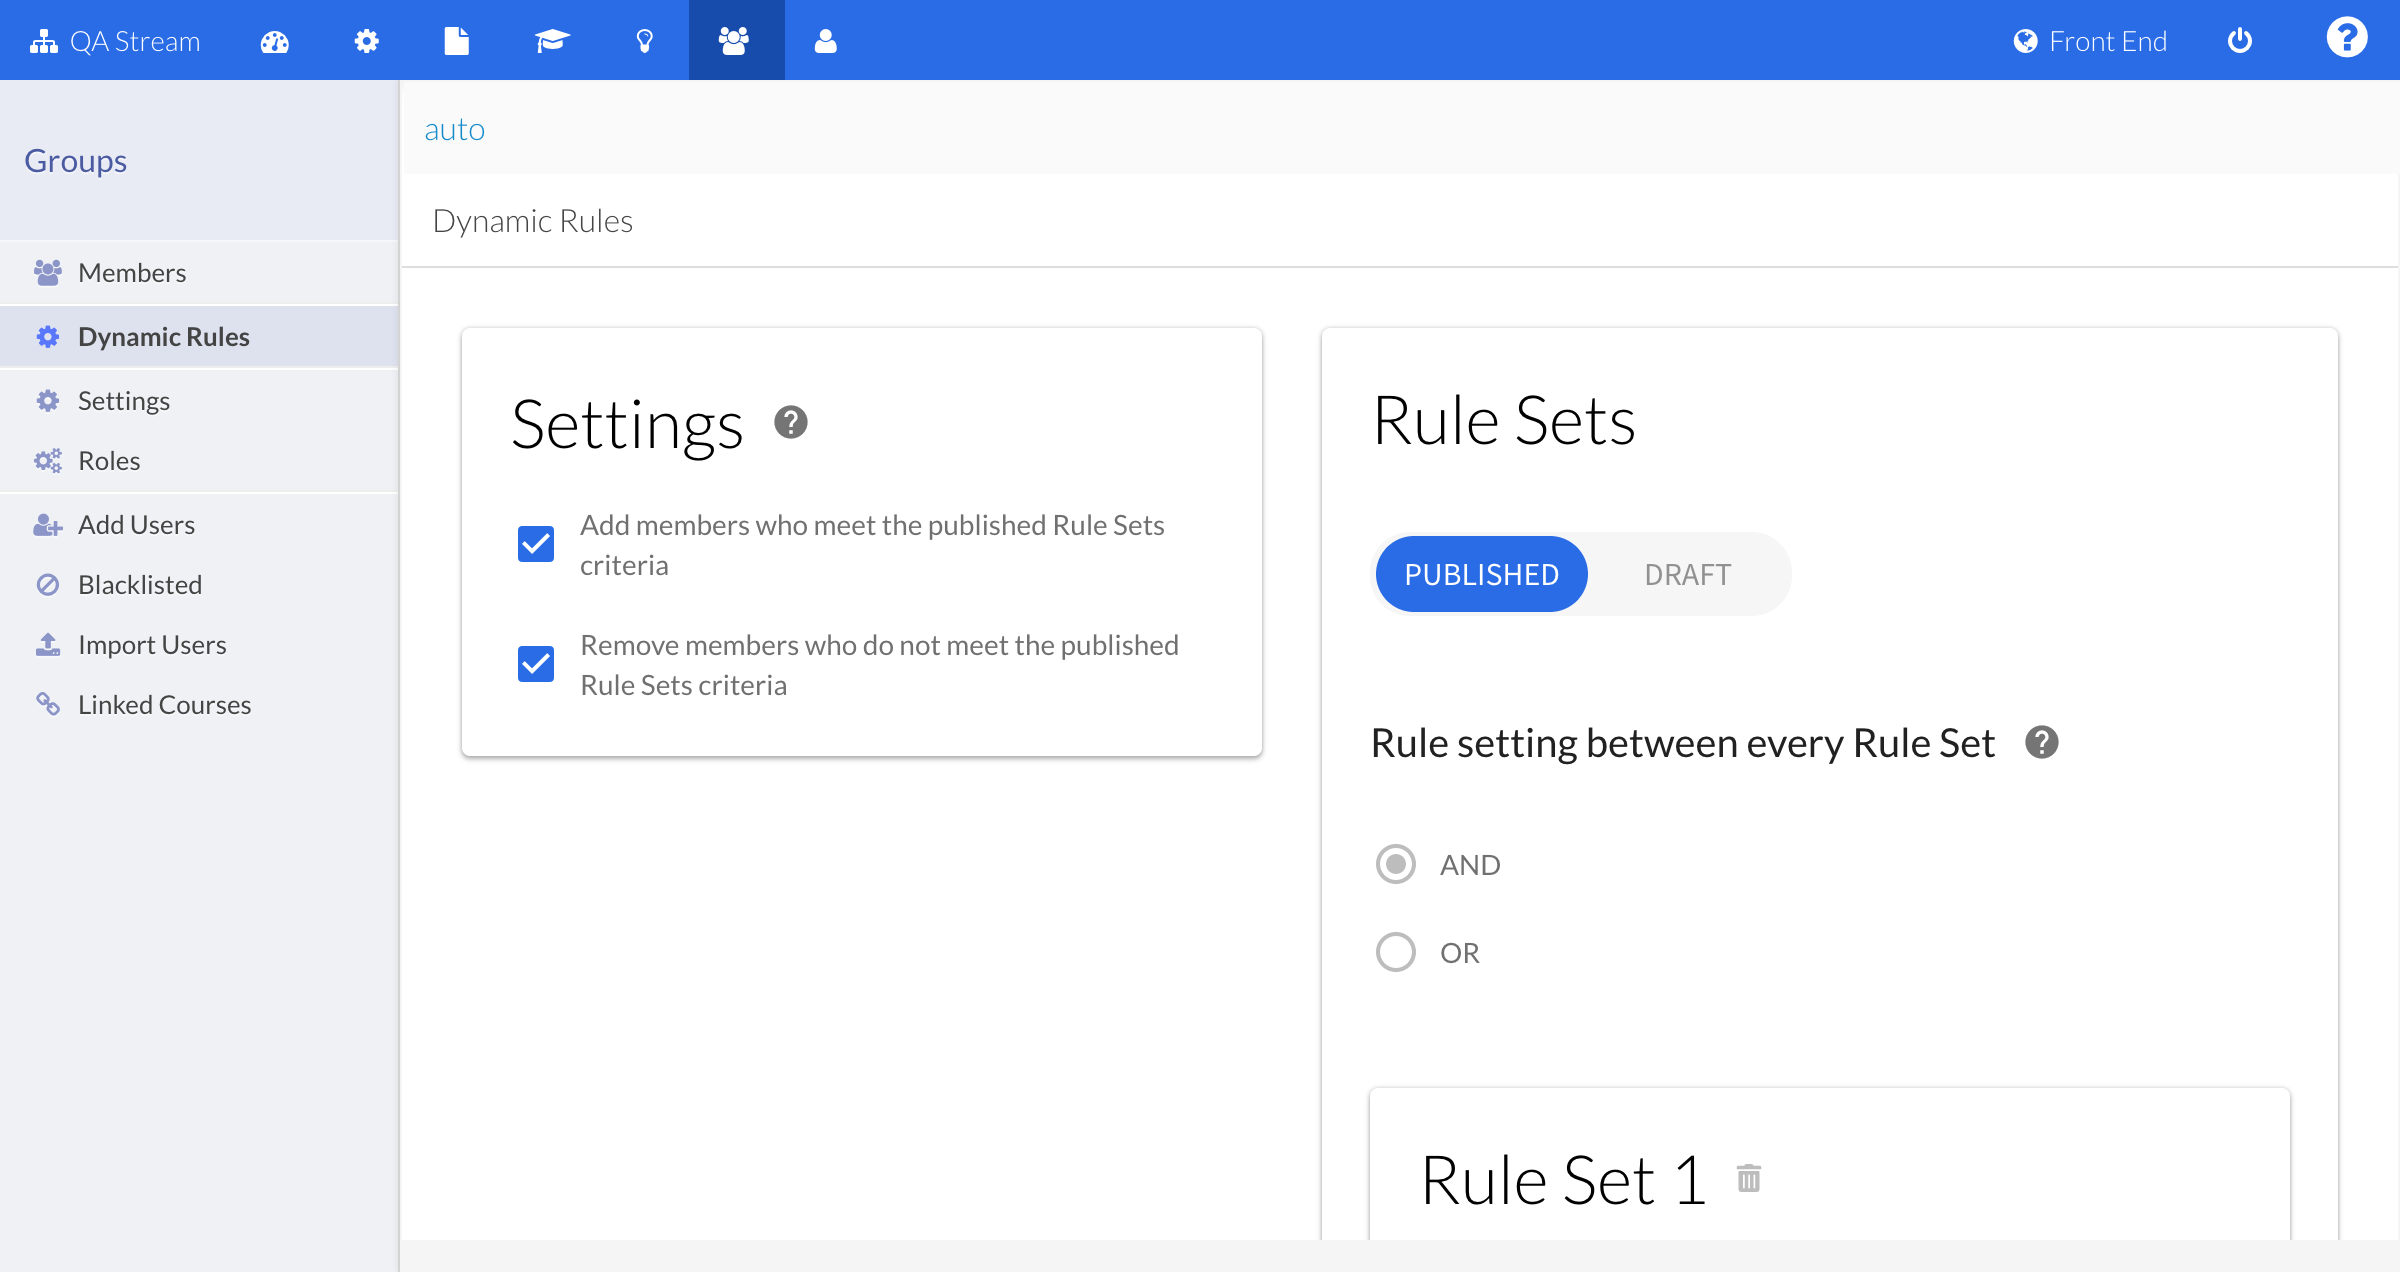 QA Stream
Front End
Groups
Members
Dynamic Rules
Settings
Roles
Add Users
Blacklisted
Import Users
Linked Courses
auto
Dynamic Rules
Settings
Add members who meet the published Rule Sets
criteria
Remove members who do not meet the published
Rule Sets criteria
Rule Sets
PUBLISHED
DRAFT
Rule setting between every Rule Set
AND
OR
Rule Set 1